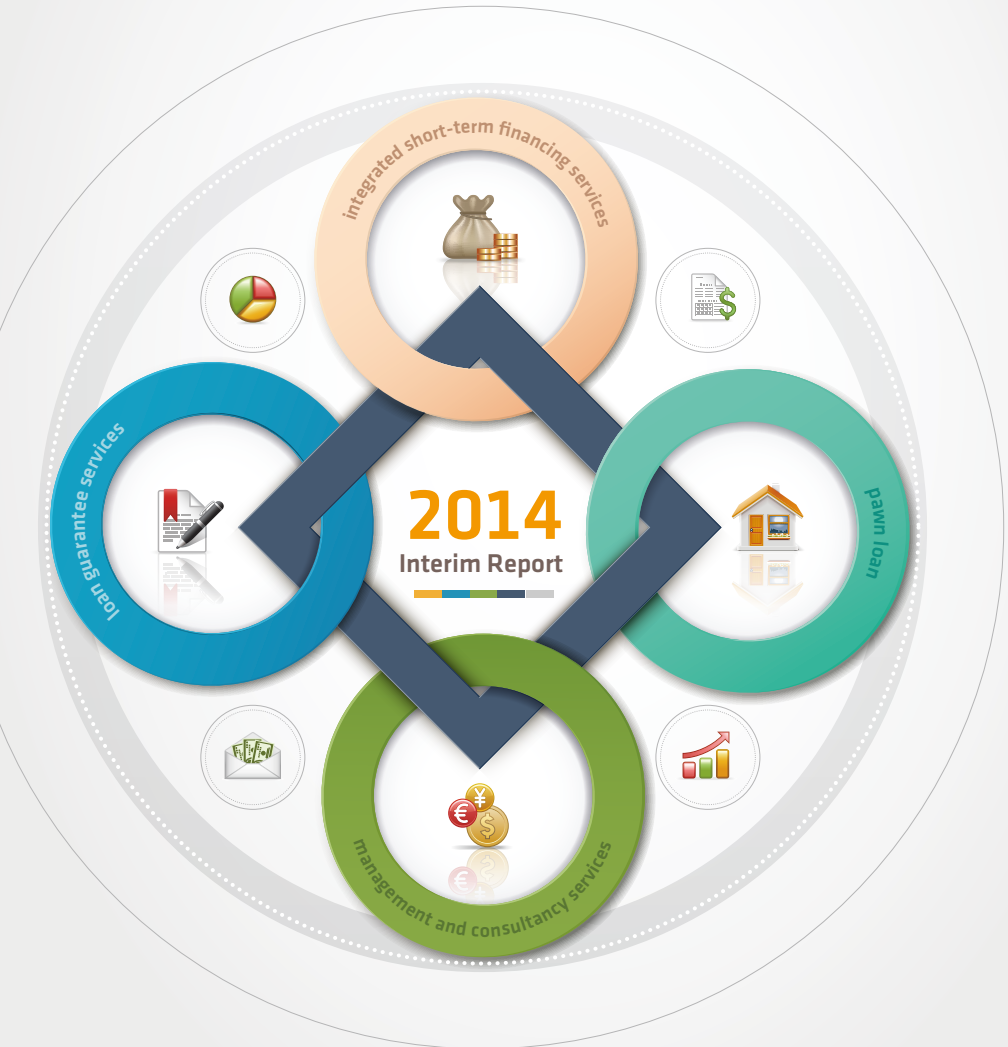 integrated short-term financing services
loan guarantee services
2014
Interim Report
pawn loan
management and consultancy services